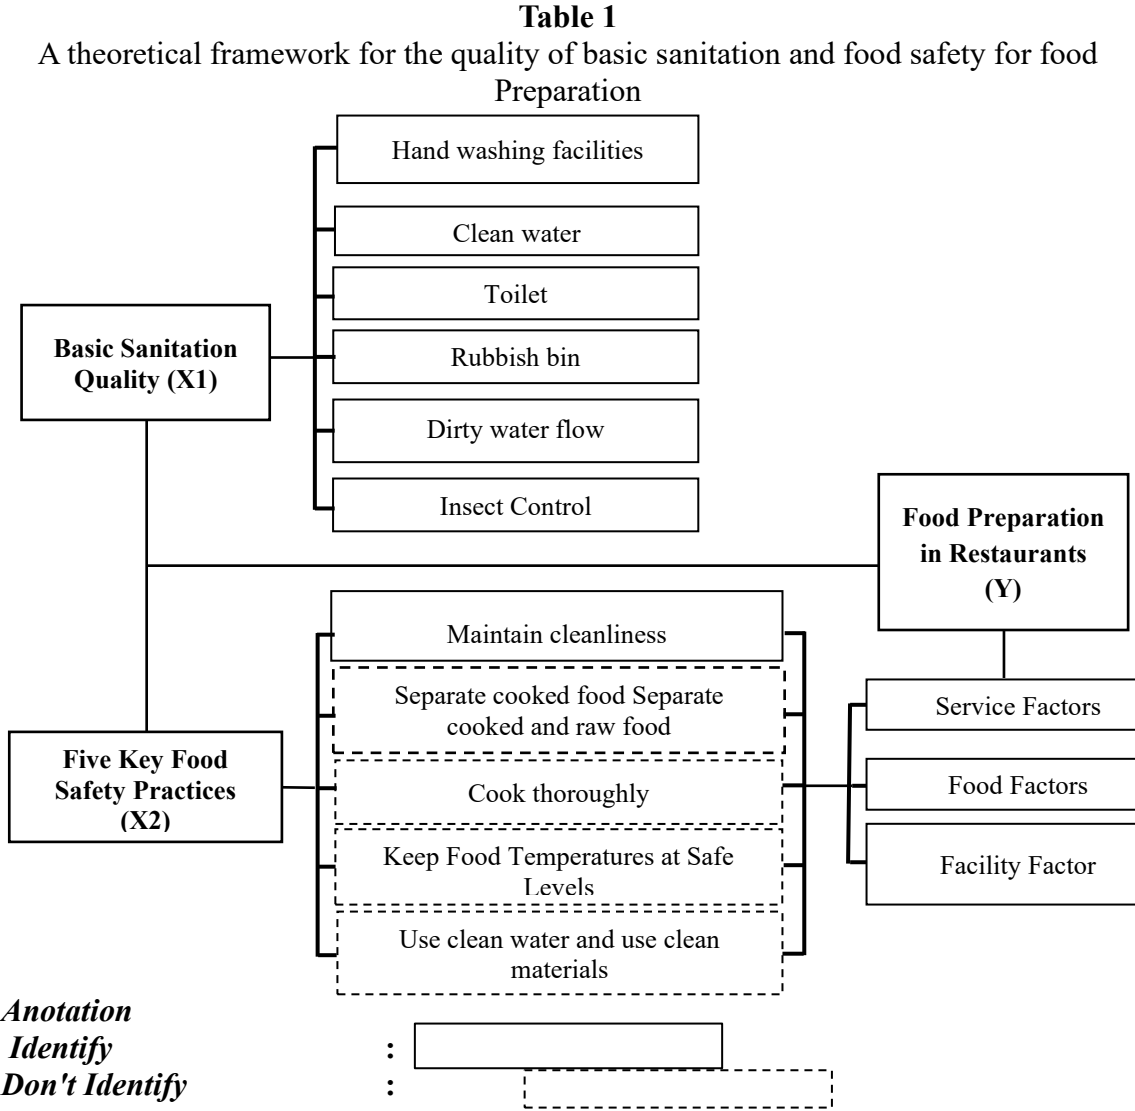 Table 1
A theoretical framework for the quality of basic sanitation and food safety for food
Preparation
Hand washing facilities
Clean water
Toilet
Rubbish bin
Dirty water flow
Insect Control
Basic Sanitation
Quality (X1)
Food Preparation
in Restaurants
(Y)
Maintain cleanliness
Separate cooked food Separate
cooked and raw food
Cook thoroughly
Keep Food Temperatures at Safe
Levels
Use clean water and use clean
materials
Five Key Food
Safety Practices
(X2)
Service Factors
Food Factors
Facility Factor
Anotation
Identify :
Don't Identify :